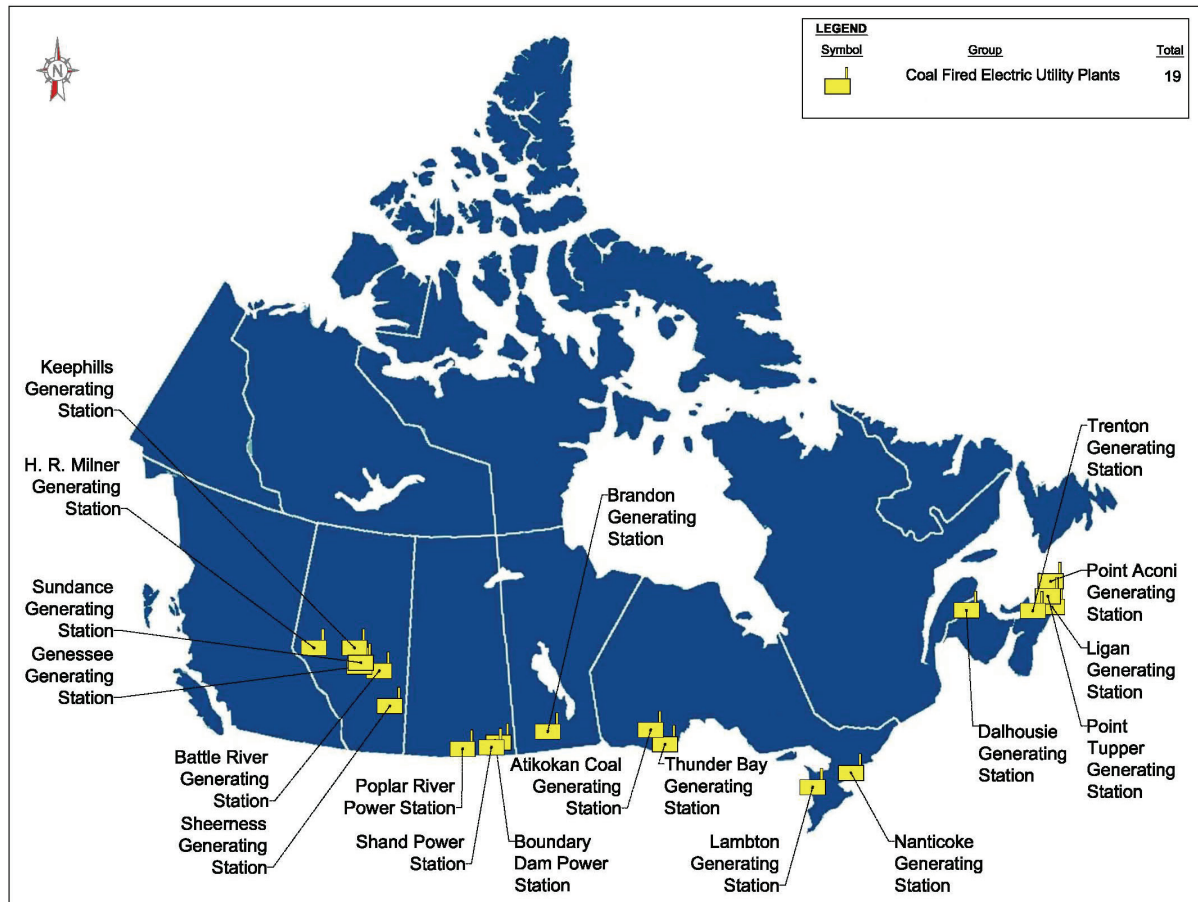 LEGEND
Symbol Group Total
Coal Fired Electric Utility Plants 19
N
Keephills
Generating
Station
H. R. Milner
Generating
Station
Sundance
Generating
Station
Genessee
Generating
Station
Battle River
Generating
Station
Sheerness
Generating
Station
Poplar River
Power Station
Shand Power
Station
Boundary
Dam Power
Station
Brandon
Generating
Station
Atikokan Coal
Generating
Station
Thunder Bay
Generating
Station
Lambton
Generating
Station
Nanticoke
Generating
Station
Dalhousie
Generating
Station
Trenton
Generating
Station
Point Aconi
Generating
Station
Ligan
Generating
Station
Point
Tupper
Generating
Station